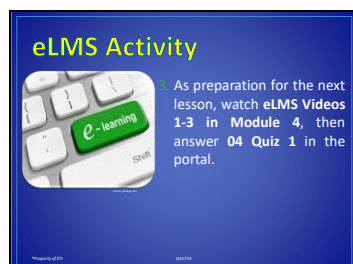 eLMS Activity
3. As preparation for the next
lesson, watch eLMS Videos
1-3 in Module 4, then
answer 04 Quiz 1 in the
portal.
e-learning
Shift
*Property of STI